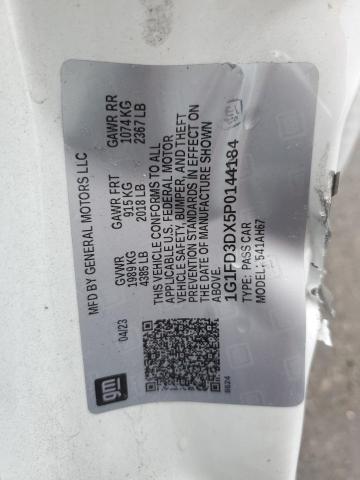 MFD BY GENERAL MOTORS LLC
04/23
GVWR GAWR FRT GAWR RR
1989 KG 915 KG 1074 KG
4385 LB 2018 LB 2367 LB
THIS VEHICLE CONFORMS TO ALL
APPLICABLE U.S. FEDERAL MOTOR
VEHICLE SAFETY, BUMPER, AND THEFT
PREVENTION STANDARDS IN EFFECT ON
THE DATE OF MANUFACTURE SHOWN
ABOVE.
1G1FD3DX5P0144184
TYPE: PASS CAR
MODEL: 541AH67
8624
gm